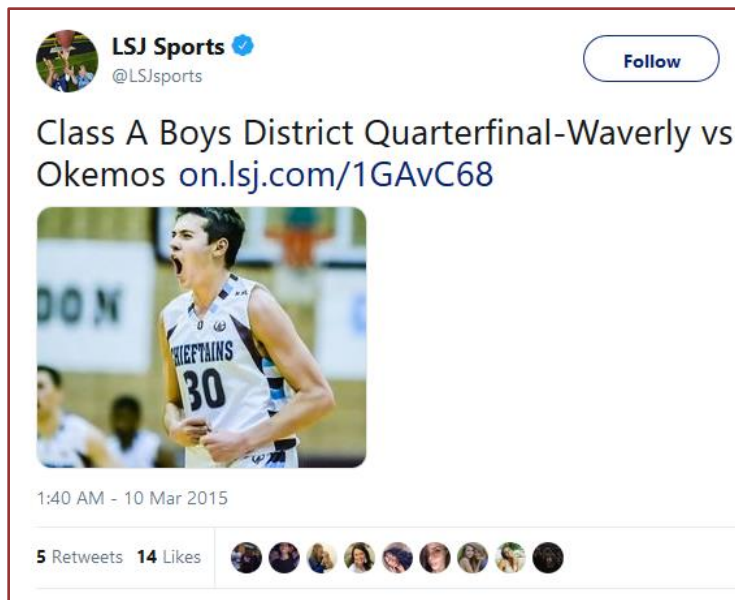 LSJ Sports
@LSJsports
Follow
Class A Boys District Quarterfinal-Waverly vs
Okemos on.lsj.com/1GAvC68
DON
CHIEFTAINS
30
1:40 AM - 10 Mar 2015
5 Retweets 14 Likes